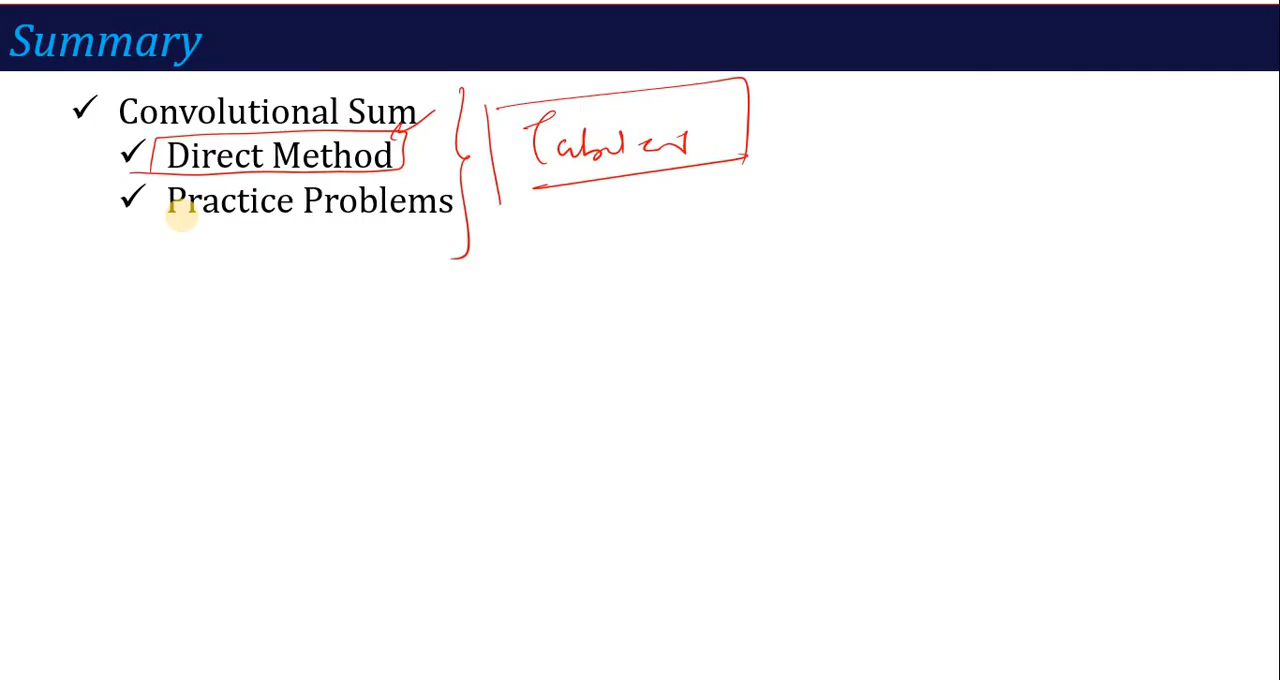 Summary
Convolutional Sum
Direct Method
Practice Problems